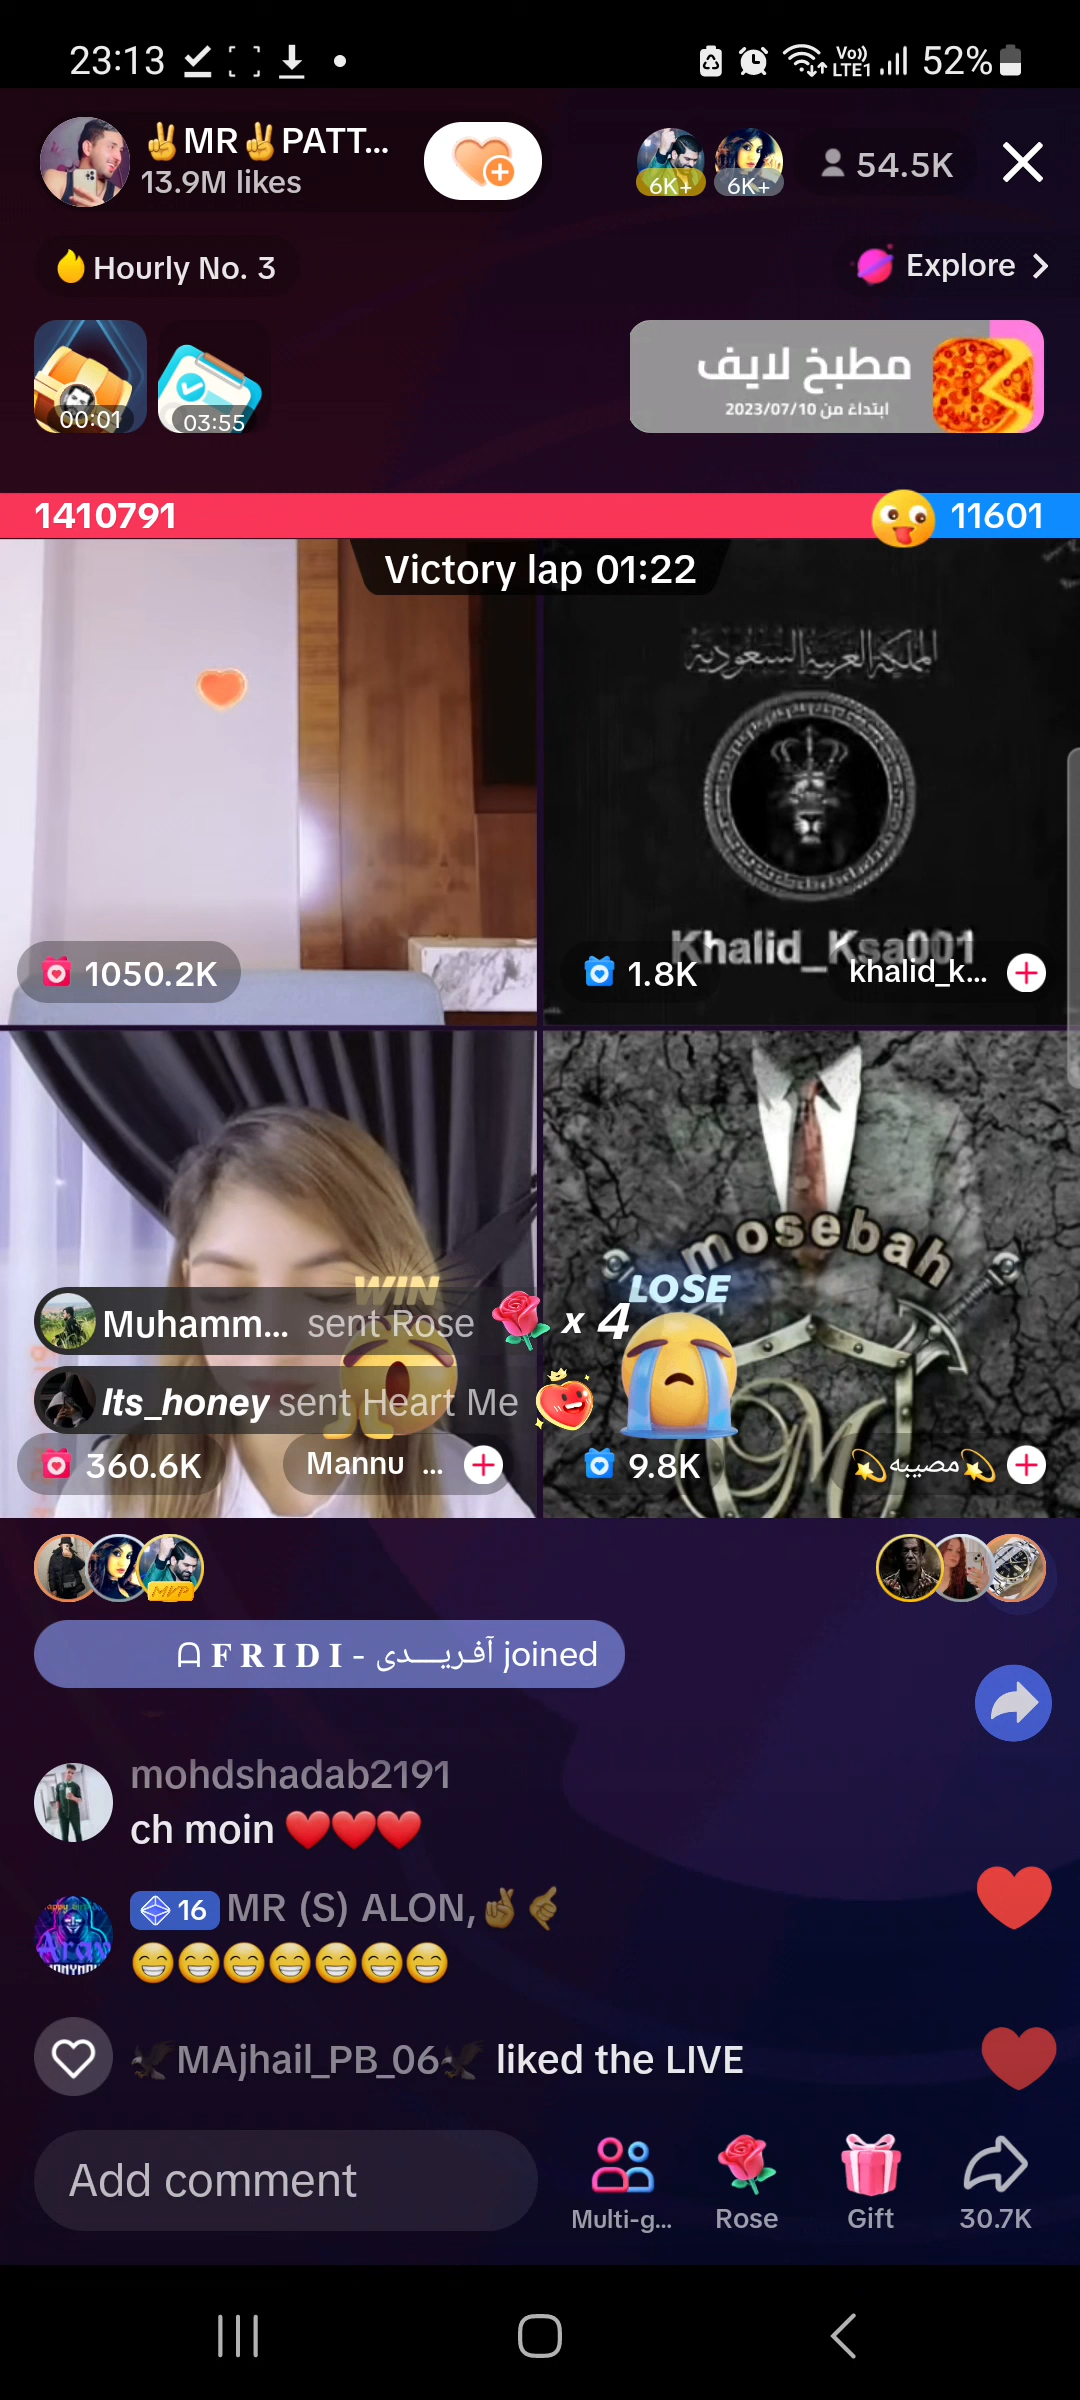 23:13
Vo)) LTE1 52%
✌MR✌PATT...
13.9M likes
6K+ 6K+ 54.5K
Hourly No. 3
Explore
00:01 03:55
مطبخ لايف
ابتداءً من 2023/07/10
1410791 11601
Victory lap 01:22
المملكة العربية السعودية
Khalid_Ksa001
1050.2K
1.8K khalid_k...
mosebah
WIN LOSE
Muhamm... sent Rose x 4
Its_honey sent Heart Me
360.6K Mannu ...
9.8K 💫مصيبه💫
MVP
ᗩ 𝐅 𝐑 𝐈 𝐃 𝐈 - آفریــدی joined
mohdshadab2191
ch moin ❤❤❤
16 MR (S) ALON,✌🤙
😁😁😁😁😁😁😁
🦅MAjhail_PB_06🦅 liked the LIVE
Add comment
Multi-g... Rose Gift 30.7K